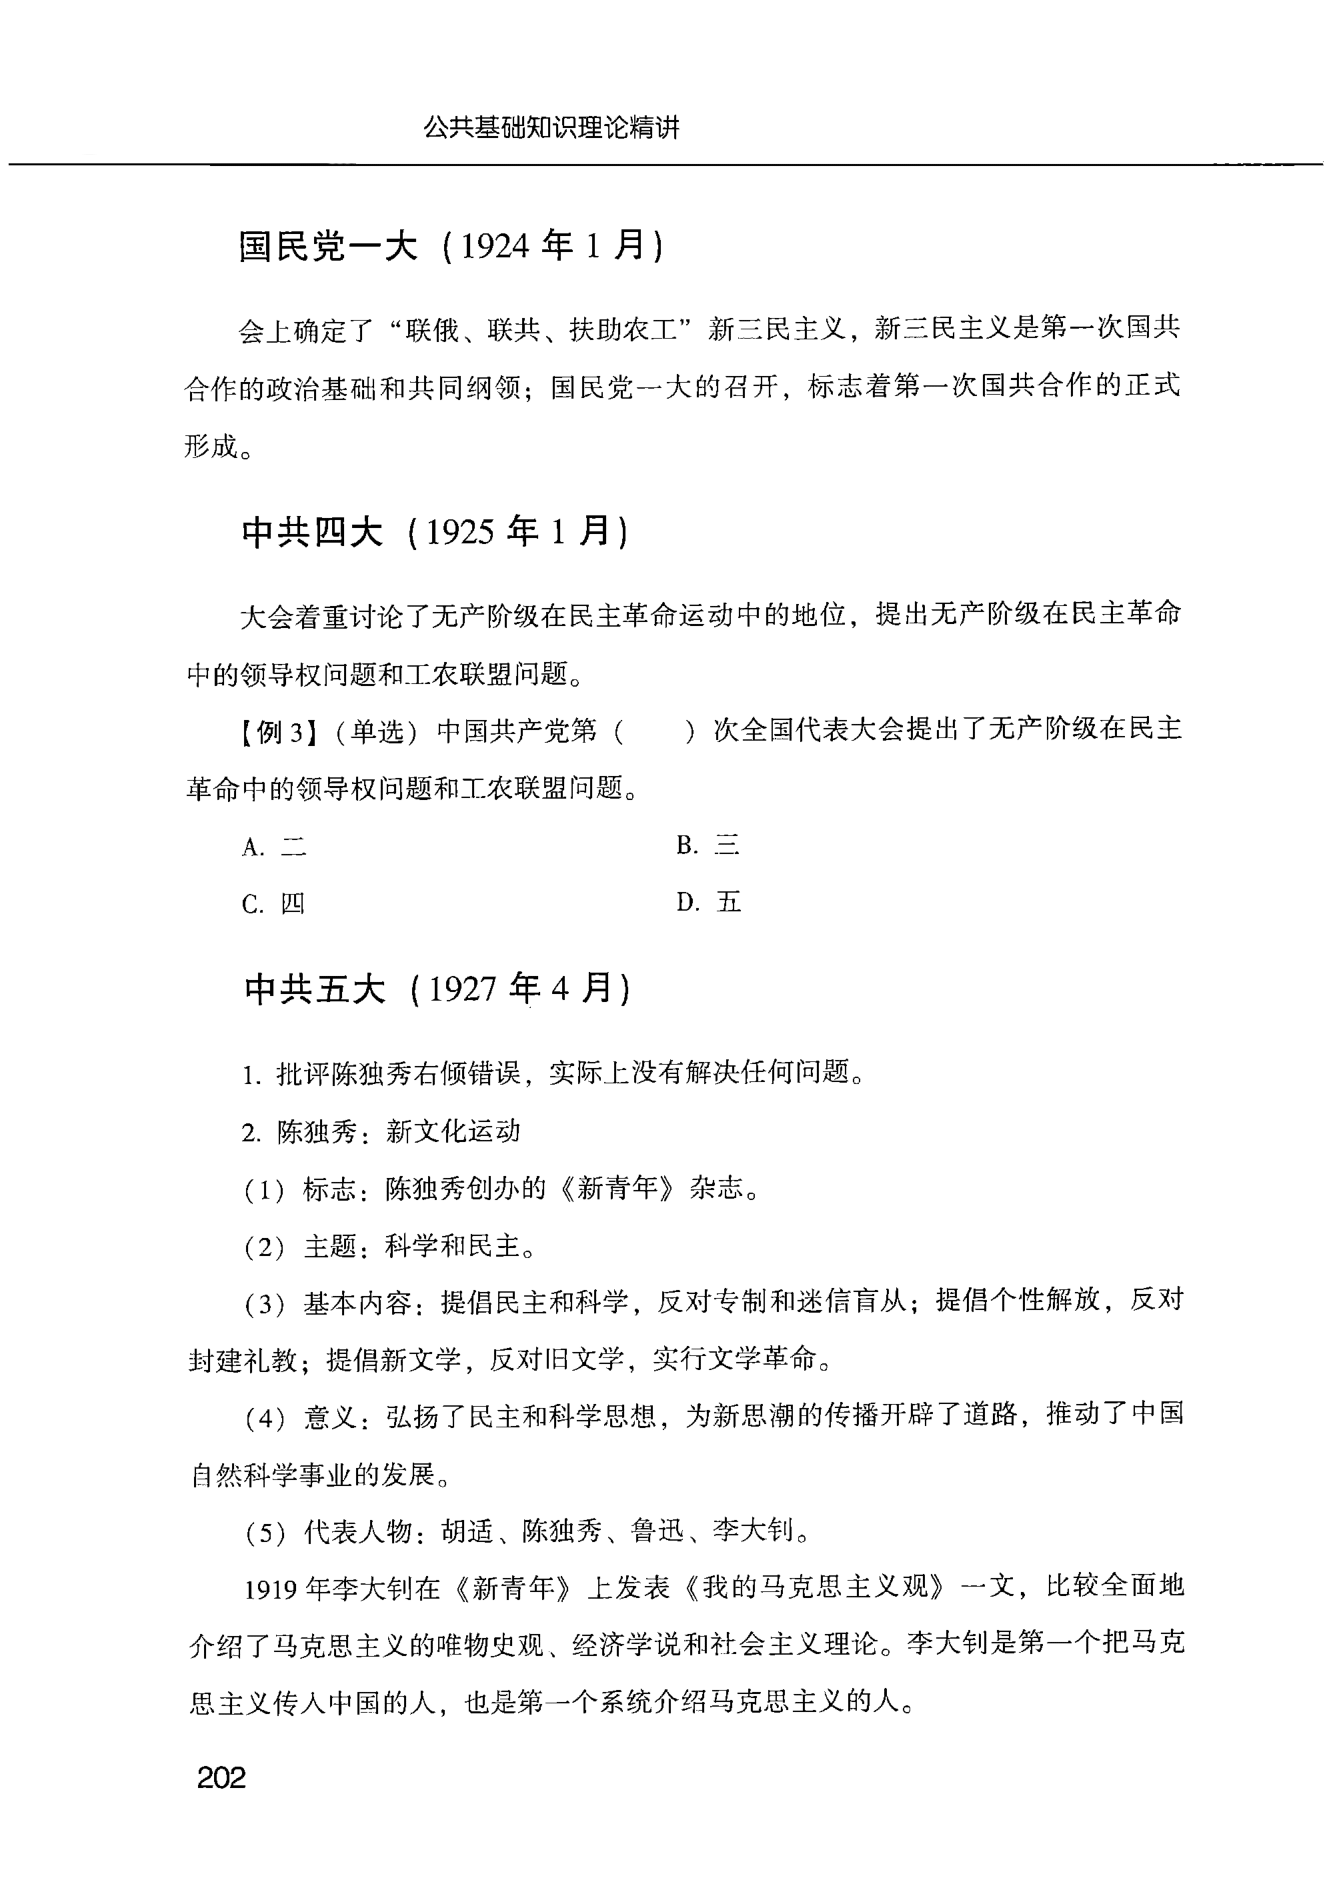 公共基础知识理论精讲
国民党一大（1924 年 1 月）
会上确定了“联俄、联共、扶助农工”新三民主义，新三民主义是第一次国共
合作的政治基础和共同纲领；国民党一大的召开，标志着第一次国共合作的正式
形成。
中共四大（1925 年 1 月）
大会着重讨论了无产阶级在民主革命运动中的地位，提出无产阶级在民主革命
中的领导权问题和工农联盟问题。
【例 3】（单选）中国共产党第（　　）次全国代表大会提出了无产阶级在民主
革命中的领导权问题和工农联盟问题。
A. 二　　B. 三
C. 四　　D. 五
中共五大（1927 年 4 月）
1. 批评陈独秀右倾错误，实际上没有解决任何问题。
2. 陈独秀：新文化运动
（1）标志：陈独秀创办的《新青年》杂志。
（2）主题：科学和民主。
（3）基本内容：提倡民主和科学，反对专制和迷信盲从；提倡个性解放，反对
封建礼教；提倡新文学，反对旧文学，实行文学革命。
（4）意义：弘扬了民主和科学思想，为新思潮的传播开辟了道路，推动了中国
自然科学事业的发展。
（5）代表人物：胡适、陈独秀、鲁迅、李大钊。
1919 年李大钊在《新青年》上发表《我的马克思主义观》一文，比较全面地
介绍了马克思主义的唯物史观、经济学说和社会主义理论。李大钊是第一个把马克
思主义传入中国的人，也是第一个系统介绍马克思主义的人。
202